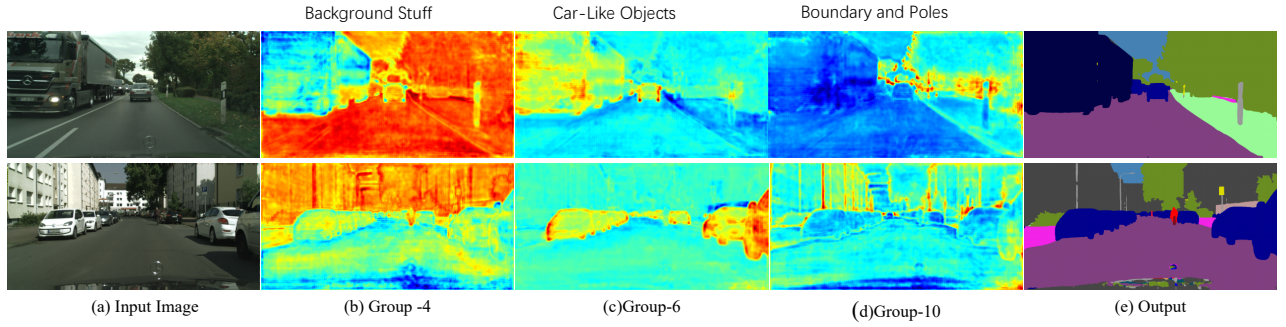 Background Stuff
Car-Like Objects
Boundary and Poles
(a) Input Image
(b) Group -4
(c)Group-6
(d)Group-10
(e) Output